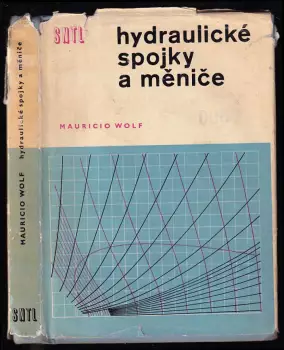 SNTL
hydraulické
spojky
a měniče
MAURICIO WOLF
hydraulické spojky a měniče
MAURICIO WOLF
SNTL